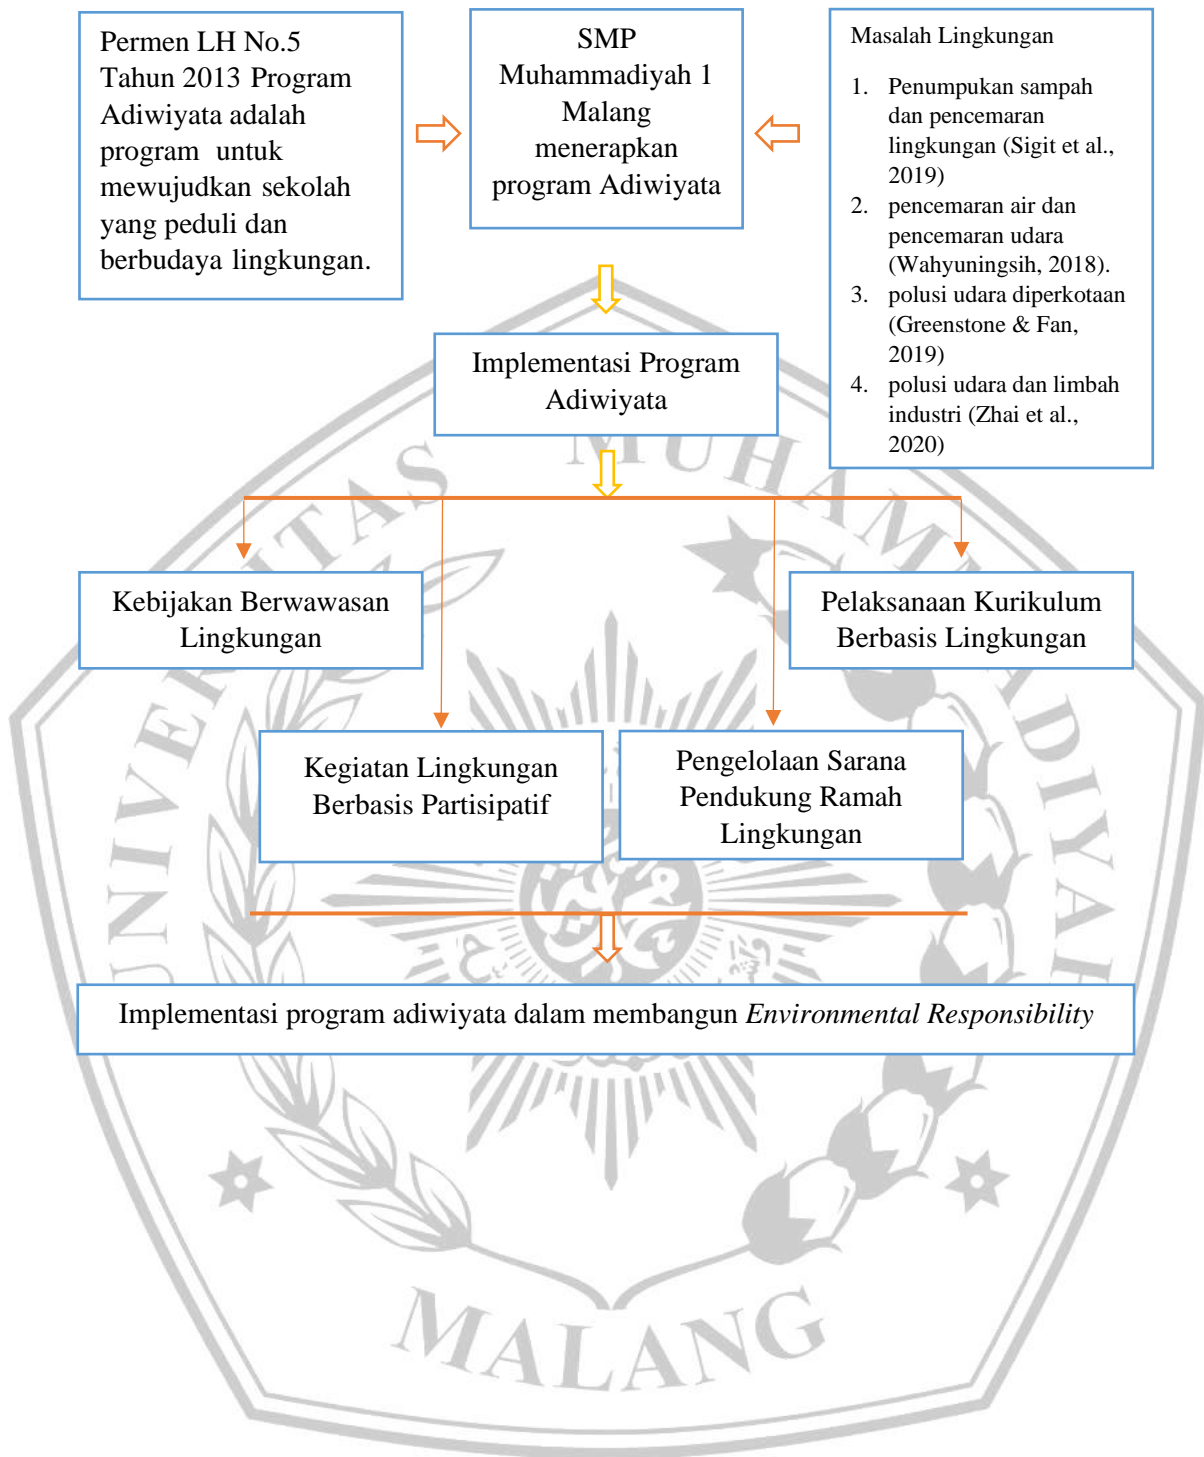 Permen LH No.5
Tahun 2013 Program
Adiwiyata adalah
program untuk
mewujudkan sekolah
yang peduli dan
berbudaya lingkungan.
SMP
Muhammadiyah 1
Malang
menerapkan
program Adiwiyata
Masalah Lingkungan
1. Penumpukan sampah
dan pencemaran
lingkungan (Sigit et al.,
2019)
2. pencemaran air dan
pencemaran udara
(Wahyuningsih, 2018).
3. polusi udara diperkotaan
(Greenstone & Fan,
2019)
4. polusi udara dan limbah
industri (Zhai et al.,
2020)
Implementasi Program
Adiwiyata
Kebijakan Berwawasan
Lingkungan
Pelaksanaan Kurikulum
Berbasis Lingkungan
Kegiatan Lingkungan
Berbasis Partisipatif
Pengelolaan Sarana
Pendukung Ramah
Lingkungan
Implementasi program adiwiyata dalam membangun Environmental Responsibility
UNIVERSITAS MUHAMMADIYAH
MALANG